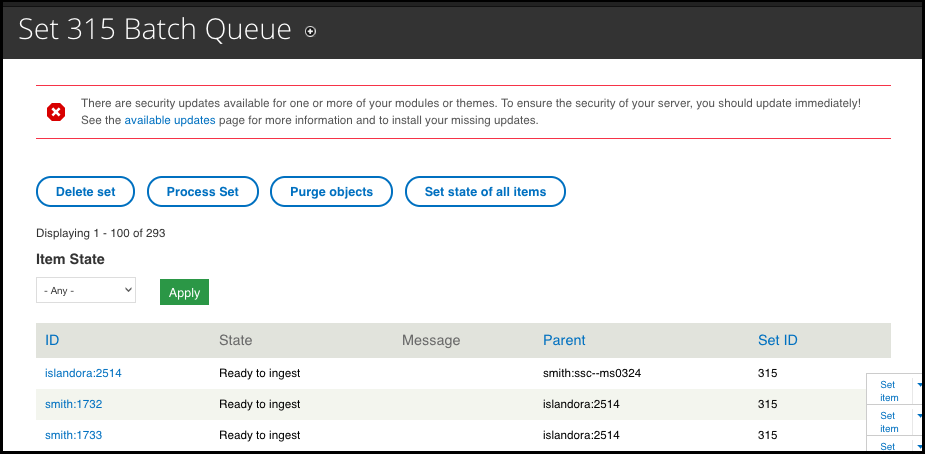 Set 315 Batch Queue
There are security updates available for one or more of your modules or themes. To ensure the security of your server, you should update immediately!
See the available updates page for more information and to install your missing updates.
Delete set Process Set Purge objects Set state of all items
Displaying 1 - 100 of 293
Item State
- Any - Apply
ID State Message Parent Set ID
islandora:2514 Ready to ingest smith:ssc--ms0324 315
Set
item
smith:1732 Ready to ingest islandora:2514 315
Set
item
smith:1733 Ready to ingest islandora:2514 315
Set